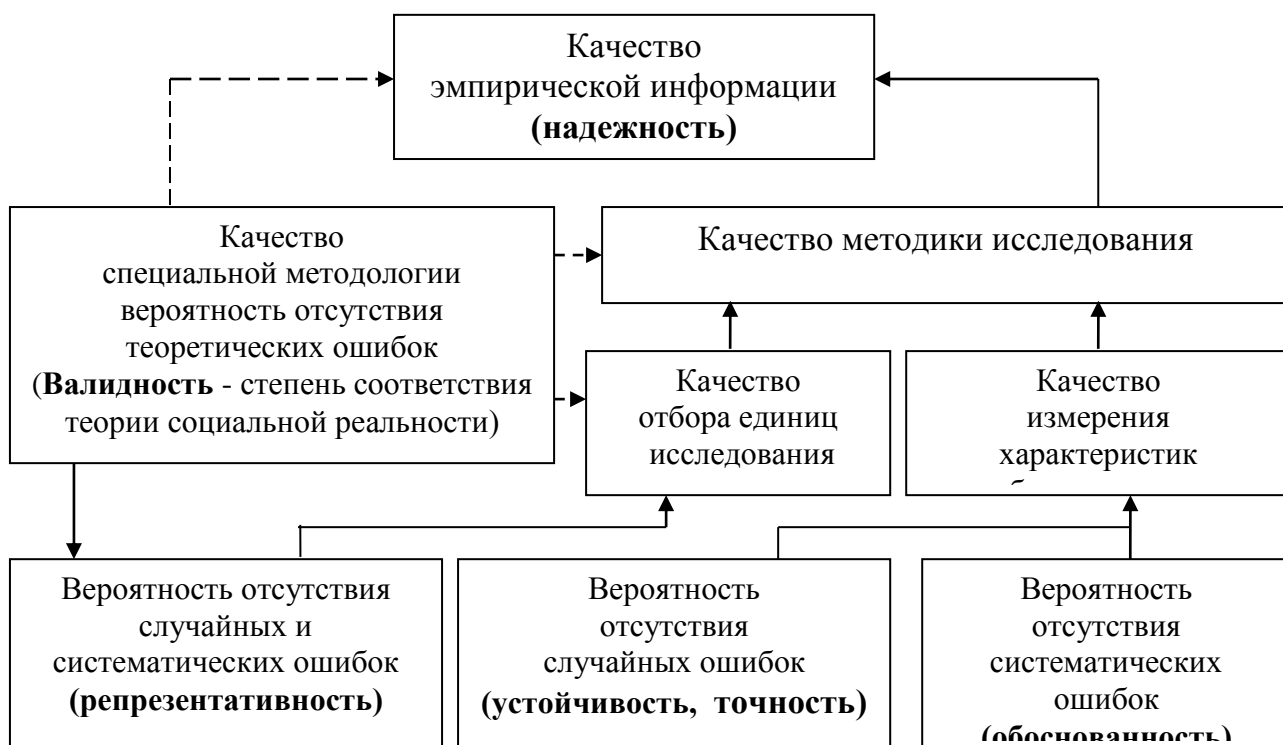 Качество
эмпирической информации
(надежность)
Качество
специальной методологии
вероятность отсутствия
теоретических ошибок
(Валидность - степень соответствия
теории социальной реальности)
Качество методики исследования
Качество
отбора единиц
исследования
Качество
измерения
характеристик
Вероятность отсутствия
случайных и
систематических ошибок
(репрезентативность)
Вероятность
отсутствия
случайных ошибок
(устойчивость, точность)
Вероятность
отсутствия
систематических
ошибок
(обоснованность)